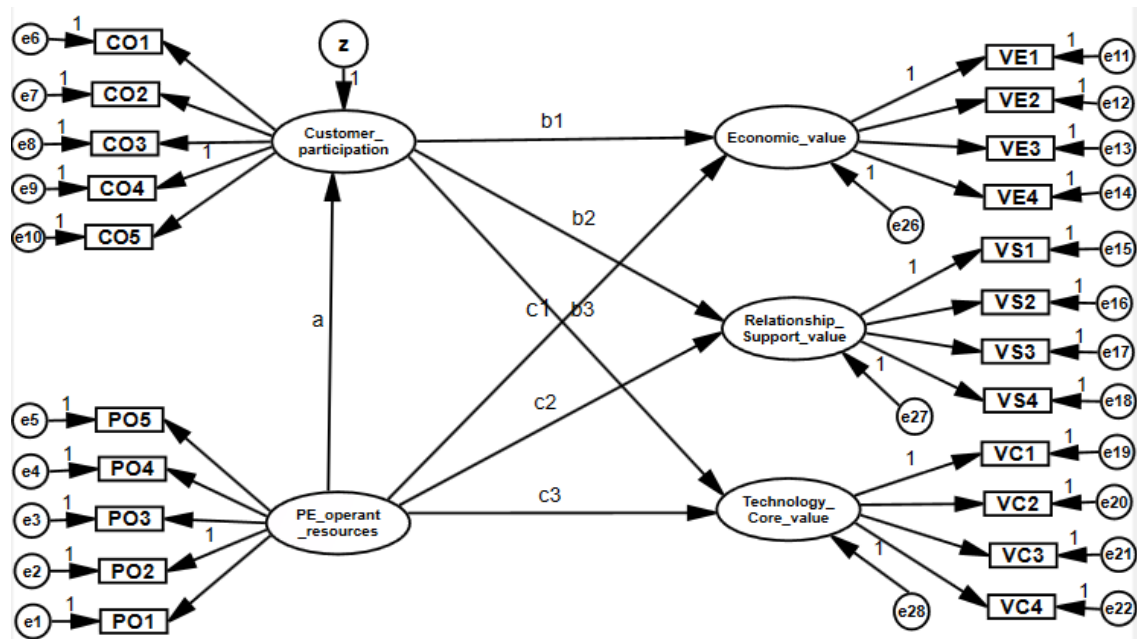 e6 1 CO1
z
1
e7 1 CO2
e8 1 CO3
1
e9 1 CO4
e10 1 CO5
Customer_
participation
b1
b2
c1 b3
a
c2
c3
Economic_value
1
e26
1 VE1 1 e11
VE2 1 e12
VE3 1 e13
VE4 1 e14
Relationship_
Support_value
1
e27
1 VS1 1 e15
VS2 1 e16
VS3 1 e17
VS4 1 e18
e5 1 PO5
e4 1 PO4
e3 1 PO3
1
e2 1 PO2
e1 1 PO1
PE_operant
_resources
Technology_
Core_value
1
e28
1 VC1 1 e19
VC2 1 e20
VC3 1 e21
VC4 1 e22